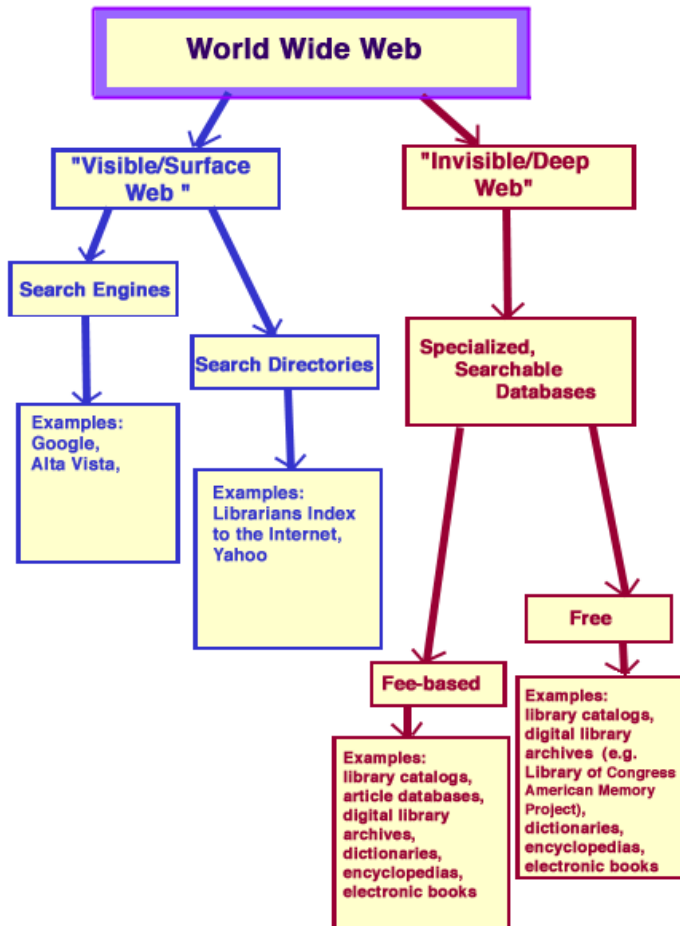 World Wide Web
"Visible/Surface
Web "
"Invisible/Deep
Web"
Search Engines
Search Directories
Specialized,
Searchable
Databases
Examples:
Google,
Alta Vista,
Examples:
Librarians Index
to the Internet,
Yahoo
Fee-based
Free
Examples:
library catalogs,
article databases,
digital library
archives,
dictionaries,
encyclopedias,
electronic books
Examples:
library catalogs,
digital library
archives (e.g.
Library of Congress
American Memory
Project),
dictionaries,
encyclopedias,
electronic books